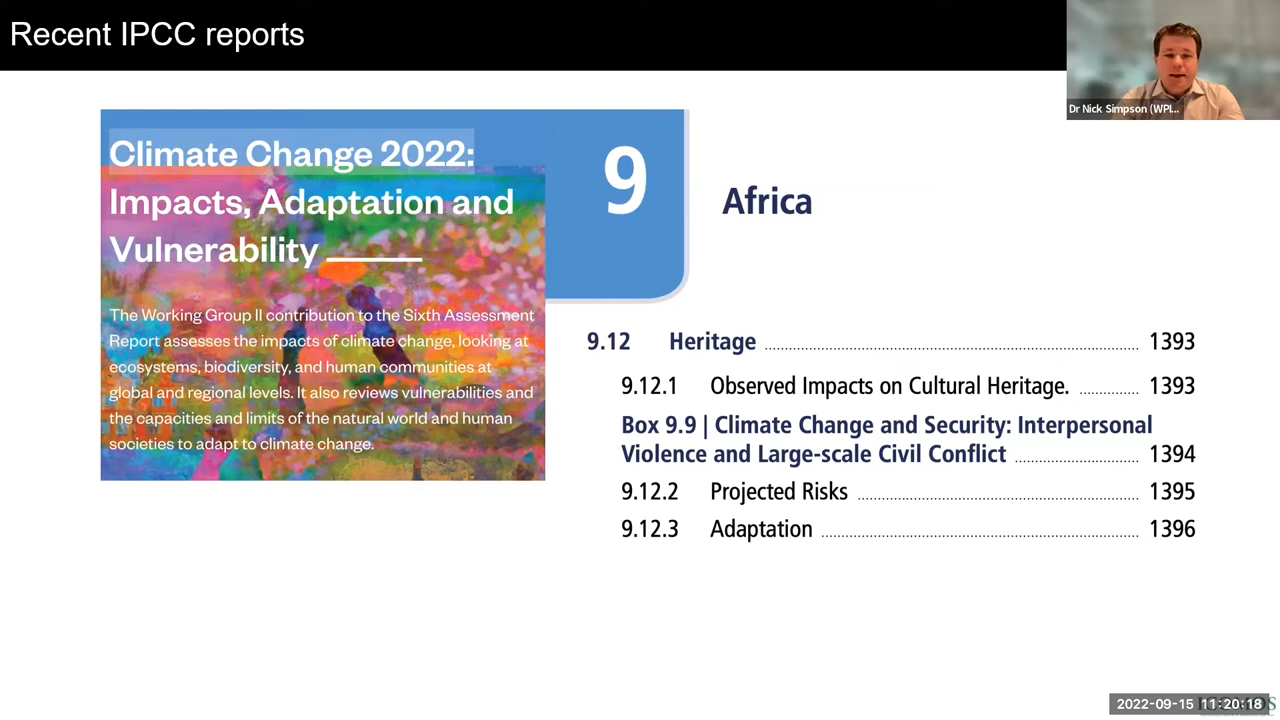 Recent IPCC reports
Dr Nick Simpson (WPI...
Climate Change 2022:
Impacts, Adaptation and
Vulnerability
The Working Group II contribution to the Sixth Assessment
Report assesses the impacts of climate change, looking at
ecosystems, biodiversity, and human communities at
global and regional levels. It also reviews vulnerabilities and
the capacities and limits of the natural world and human
societies to adapt to climate change.
9
Africa
9.12 Heritage 1393
9.12.1 Observed Impacts on Cultural Heritage. 1393
Box 9.9 | Climate Change and Security: Interpersonal
Violence and Large-scale Civil Conflict 1394
9.12.2 Projected Risks 1395
9.12.3 Adaptation 1396
2022-09-15 11:20:18